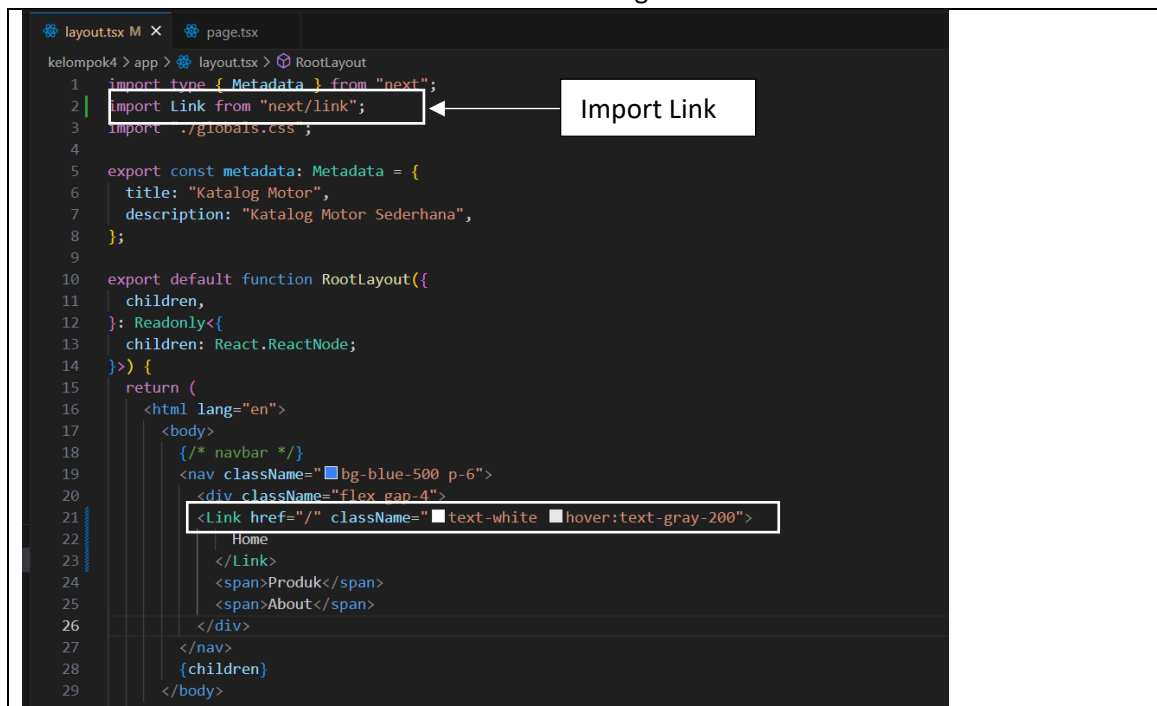 layout.tsx M X page.tsx
kelompok4 > app > layout.tsx > RootLayout
1 import type { Metadata } from "next";
2 import Link from "next/link";
Import Link
3 import "./globals.css";
4
5 export const metadata: Metadata = {
6 title: "Katalog Motor",
7 description: "Katalog Motor Sederhana",
8 };
9
10 export default function RootLayout({
11 children,
12 }: Readonly<{
13 children: React.ReactNode;
14 }>) {
15 return (
16 <html lang="en">
17 <body>
18 {/* navbar */}
19 <nav className="bg-blue-500 p-6">
20 <div className="flex gap-4">
21 <Link href="/" className="text-white hover:text-gray-200">
22 Home
23 </Link>
24 <span>Produk</span>
25 <span>About</span>
26 </div>
27 </nav>
28 {children}
29 </body>